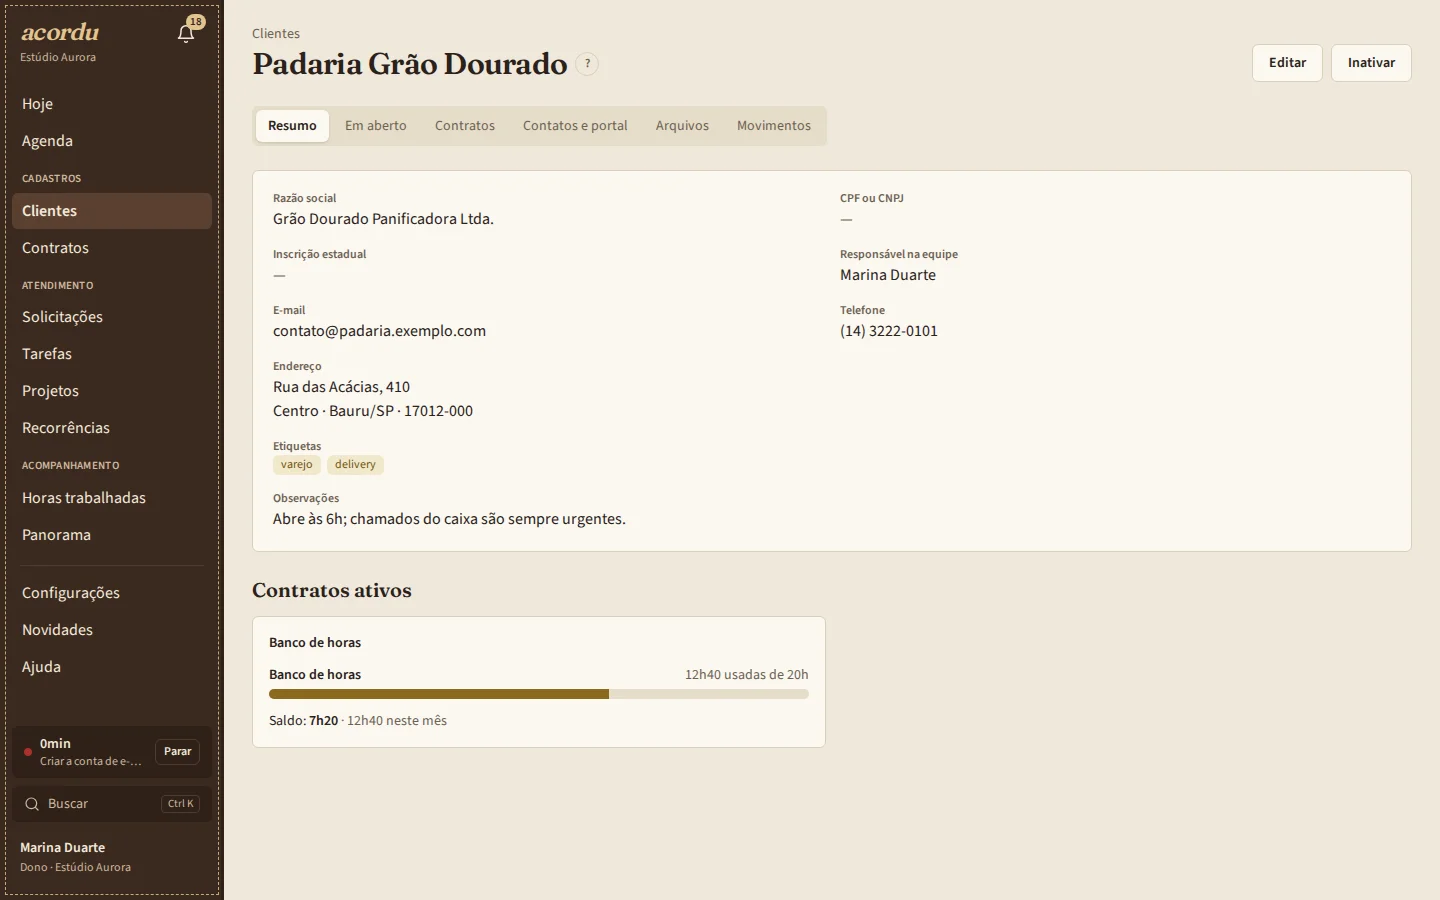 acordu
18
Estúdio Aurora
Hoje
Agenda
CADASTROS
Clientes
Contratos
ATENDIMENTO
Solicitações
Tarefas
Projetos
Recorrências
ACOMPANHAMENTO
Horas trabalhadas
Panorama
Configurações
Novidades
Ajuda
0min
Criar a conta de e-...
Parar
Buscar
Ctrl K
Marina Duarte
Dono · Estúdio Aurora
Clientes
Padaria Grão Dourado ?
Editar Inativar
Resumo Em aberto Contratos Contatos e portal Arquivos Movimentos
Razão social
Grão Dourado Panificadora Ltda.
CPF ou CNPJ
—
Inscrição estadual
—
Responsável na equipe
Marina Duarte
E-mail
contato@padaria.exemplo.com
Telefone
(14) 3222-0101
Endereço
Rua das Acácias, 410
Centro · Bauru/SP · 17012-000
Etiquetas
varejo delivery
Observações
Abre às 6h; chamados do caixa são sempre urgentes.
Contratos ativos
Banco de horas
Banco de horas 12h40 usadas de 20h
Saldo: 7h20 · 12h40 neste mês